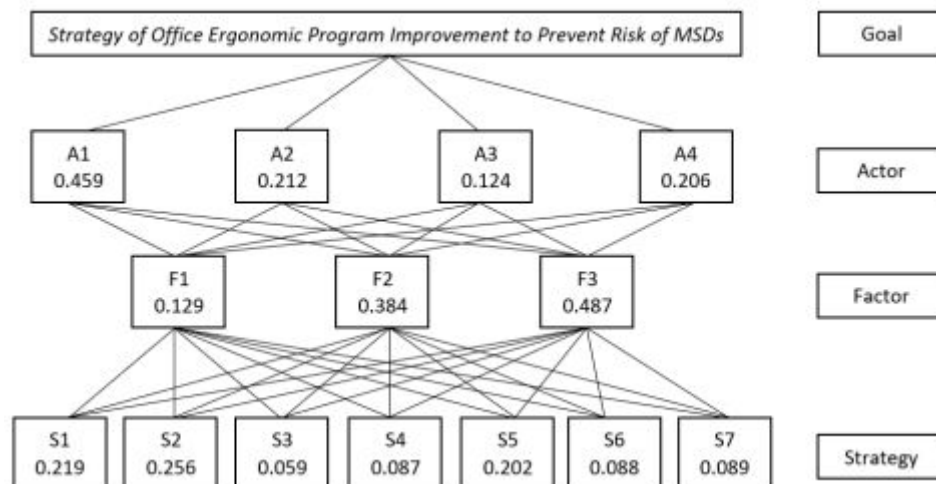 Strategy of Office Ergonomic Program Improvement to Prevent Risk of MSDs
Goal
A1
0.459
A2
0.212
A3
0.124
A4
0.206
Actor
F1
0.129
F2
0.384
F3
0.487
Factor
S1
0.219
S2
0.256
S3
0.059
S4
0.087
S5
0.202
S6
0.088
S7
0.089
Strategy